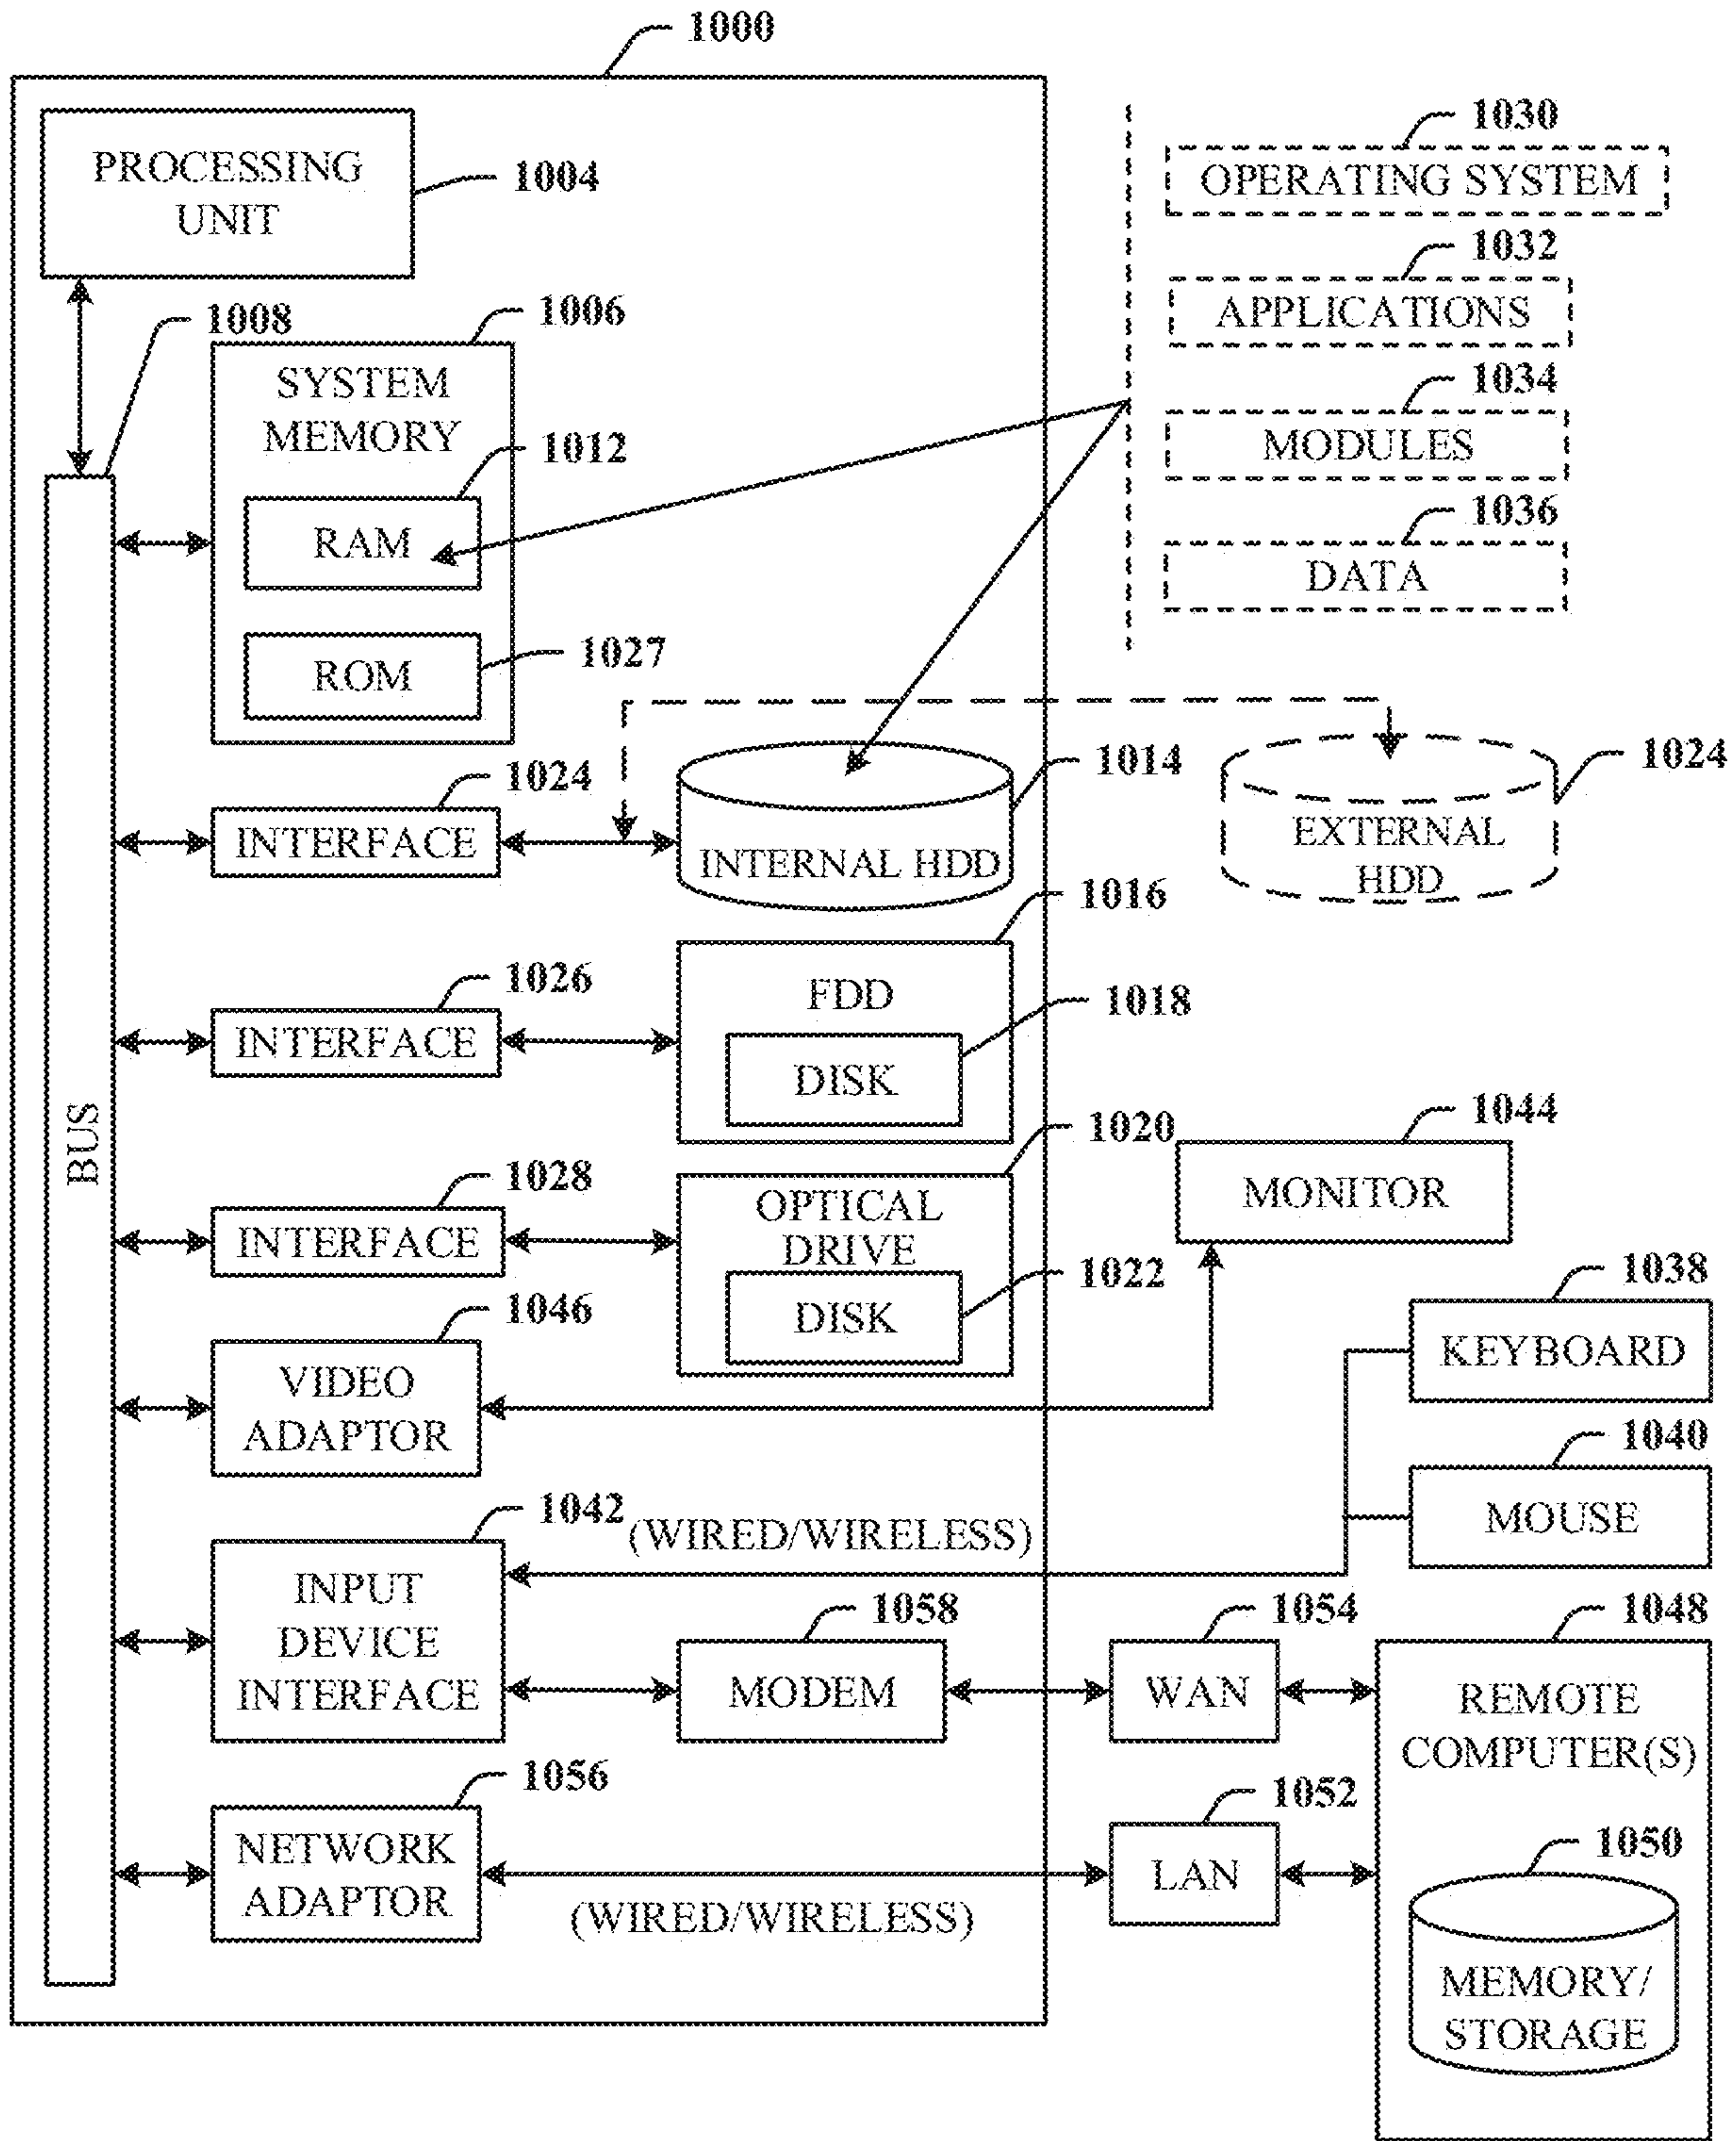 1000
PROCESSING
UNIT
1004
1030
OPERATING SYSTEM
1032
APPLICATIONS
1034
MODULES
1036
DATA
1008
1006
SYSTEM
MEMORY
1012
RAM
ROM
1027
1024
INTERFACE
INTERNAL HDD
1014
EXTERNAL
HDD
1024
1026
INTERFACE
1016
FDD
1018
DISK
BUS
1028
INTERFACE
1020
OPTICAL
DRIVE
1022
DISK
1044
MONITOR
1046
VIDEO
ADAPTOR
1038
KEYBOARD
1040
MOUSE
1042
(WIRED/WIRELESS)
INPUT
DEVICE
INTERFACE
1058
MODEM
1054
WAN
1048
REMOTE
COMPUTER(S)
1056
NETWORK
ADAPTOR
(WIRED/WIRELESS)
1052
LAN
1050
MEMORY/
STORAGE